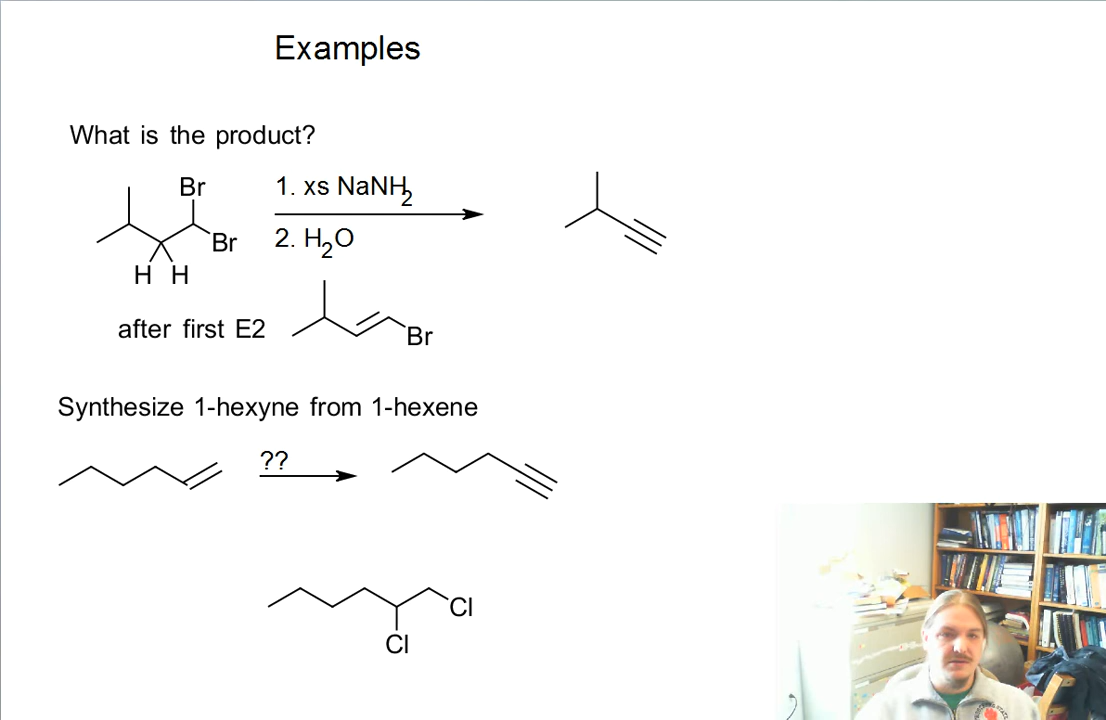 Examples
What is the product?
Br
Br
H H
1. xs NaNH2
2. H2O
after first E2
Br
Synthesize 1-hexyne from 1-hexene
??
Cl
Cl